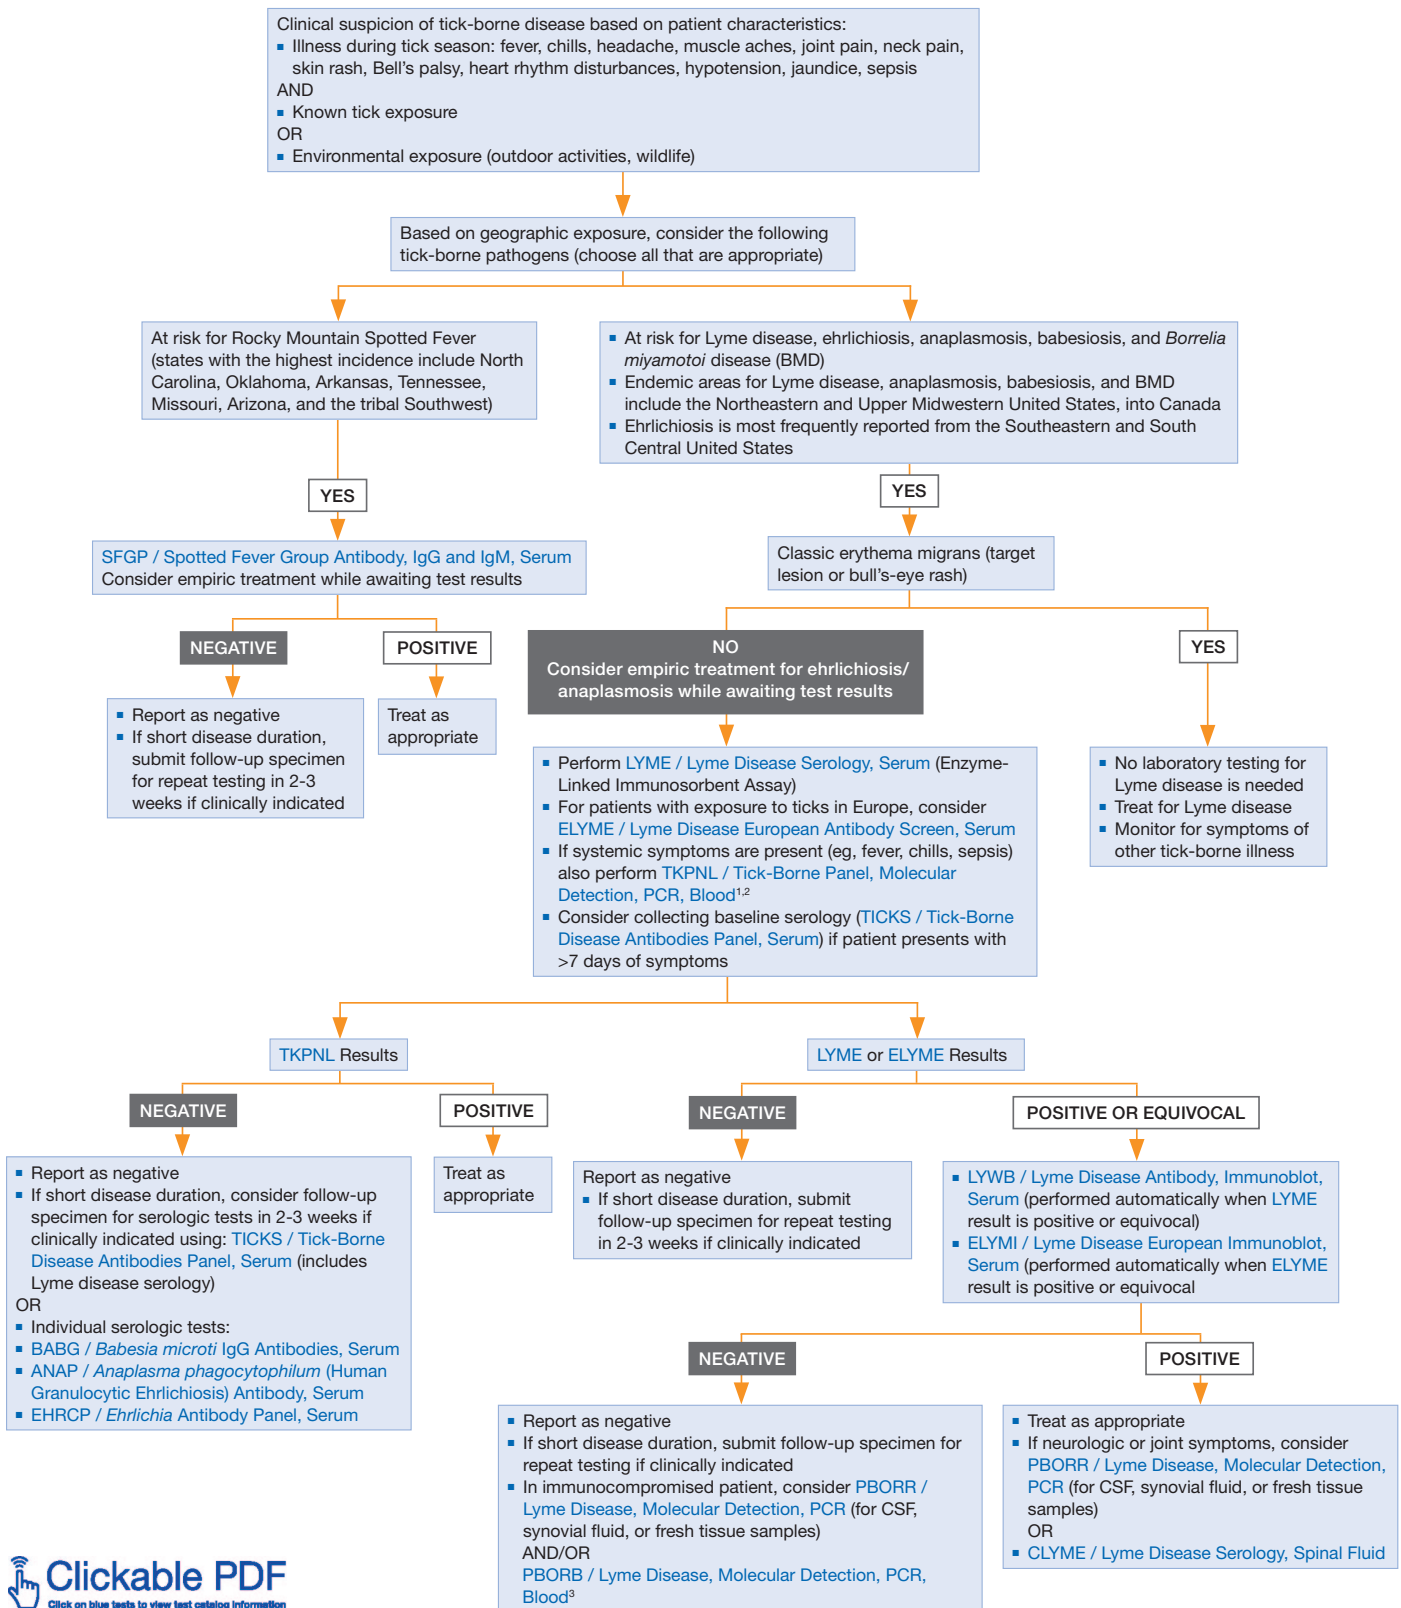 Clinical suspicion of tick-borne disease based on patient characteristics:
▪ Illness during tick season: fever, chills, headache, muscle aches, joint pain, neck pain,
skin rash, Bell's palsy, heart rhythm disturbances, hypotension, jaundice, sepsis
AND
▪ Known tick exposure
OR
▪ Environmental exposure (outdoor activities, wildlife)
Based on geographic exposure, consider the following
tick-borne pathogens (choose all that are appropriate)
At risk for Rocky Mountain Spotted Fever
(states with the highest incidence include North
Carolina, Oklahoma, Arkansas, Tennessee,
Missouri, Arizona, and the tribal Southwest)
▪ At risk for Lyme disease, ehrlichiosis, anaplasmosis, babesiosis, and Borrelia
miyamotoi disease (BMD)
▪ Endemic areas for Lyme disease, anaplasmosis, babesiosis, and BMD
include the Northeastern and Upper Midwestern United States, into Canada
▪ Ehrlichiosis is most frequently reported from the Southeastern and South
Central United States
YES
YES
SFGP / Spotted Fever Group Antibody, IgG and IgM, Serum
Consider empiric treatment while awaiting test results
Classic erythema migrans (target
lesion or bull's-eye rash)
NEGATIVE
POSITIVE
NO
Consider empiric treatment for ehrlichiosis/
anaplasmosis while awaiting test results
YES
▪ Report as negative
▪ If short disease duration,
submit follow-up specimen
for repeat testing in 2-3
weeks if clinically indicated
Treat as
appropriate
▪ Perform LYME / Lyme Disease Serology, Serum (Enzyme-
Linked Immunosorbent Assay)
▪ For patients with exposure to ticks in Europe, consider
ELYME / Lyme Disease European Antibody Screen, Serum
▪ If systemic symptoms are present (eg, fever, chills, sepsis)
also perform TKPNL / Tick-Borne Panel, Molecular
Detection, PCR, Blood1,2
▪ Consider collecting baseline serology (TICKS / Tick-Borne
Disease Antibodies Panel, Serum) if patient presents with
>7 days of symptoms
▪ No laboratory testing for
Lyme disease is needed
▪ Treat for Lyme disease
▪ Monitor for symptoms of
other tick-borne illness
TKPNL Results
LYME or ELYME Results
NEGATIVE
POSITIVE
NEGATIVE
POSITIVE OR EQUIVOCAL
▪ Report as negative
▪ If short disease duration, consider follow-up
specimen for serologic tests in 2-3 weeks if
clinically indicated using: TICKS / Tick-Borne
Disease Antibodies Panel, Serum (includes
Lyme disease serology)
OR
▪ Individual serologic tests:
▪ BABG / Babesia microti IgG Antibodies, Serum
▪ ANAP / Anaplasma phagocytophilum (Human
Granulocytic Ehrlichiosis) Antibody, Serum
▪ EHRCP / Ehrlichia Antibody Panel, Serum
Treat as
appropriate
Report as negative
▪ If short disease duration, submit
follow-up specimen for repeat testing
in 2-3 weeks if clinically indicated
▪ LYWB / Lyme Disease Antibody, Immunoblot,
Serum (performed automatically when LYME
result is positive or equivocal)
▪ ELYMI / Lyme Disease European Immunoblot,
Serum (performed automatically when ELYME
result is positive or equivocal
NEGATIVE
POSITIVE
▪ Report as negative
▪ If short disease duration, submit follow-up specimen for
repeat testing if clinically indicated
▪ In immunocompromised patient, consider PBORR /
Lyme Disease, Molecular Detection, PCR (for CSF,
synovial fluid, or fresh tissue samples)
AND/OR
PBORB / Lyme Disease, Molecular Detection, PCR,
Blood3
▪ Treat as appropriate
▪ If neurologic or joint symptoms, consider
PBORR / Lyme Disease, Molecular Detection,
PCR (for CSF, synovial fluid, or fresh tissue
samples)
OR
▪ CLYME / Lyme Disease Serology, Spinal Fluid
Clickable PDF
Click on blue tests to view test catalog information